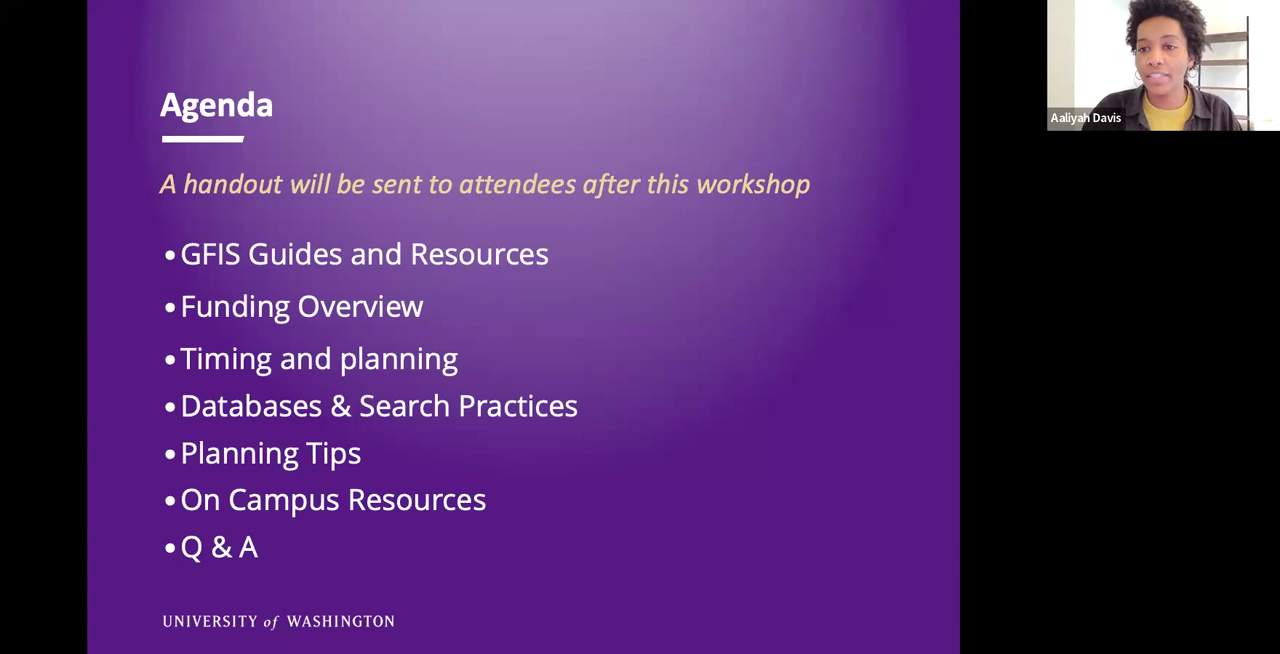 Agenda
A handout will be sent to attendees after this workshop
•GFIS Guides and Resources
•Funding Overview
•Timing and planning
•Databases & Search Practices
•Planning Tips
•On Campus Resources
•Q & A
UNIVERSITY of WASHINGTON
Aaliyah Davis